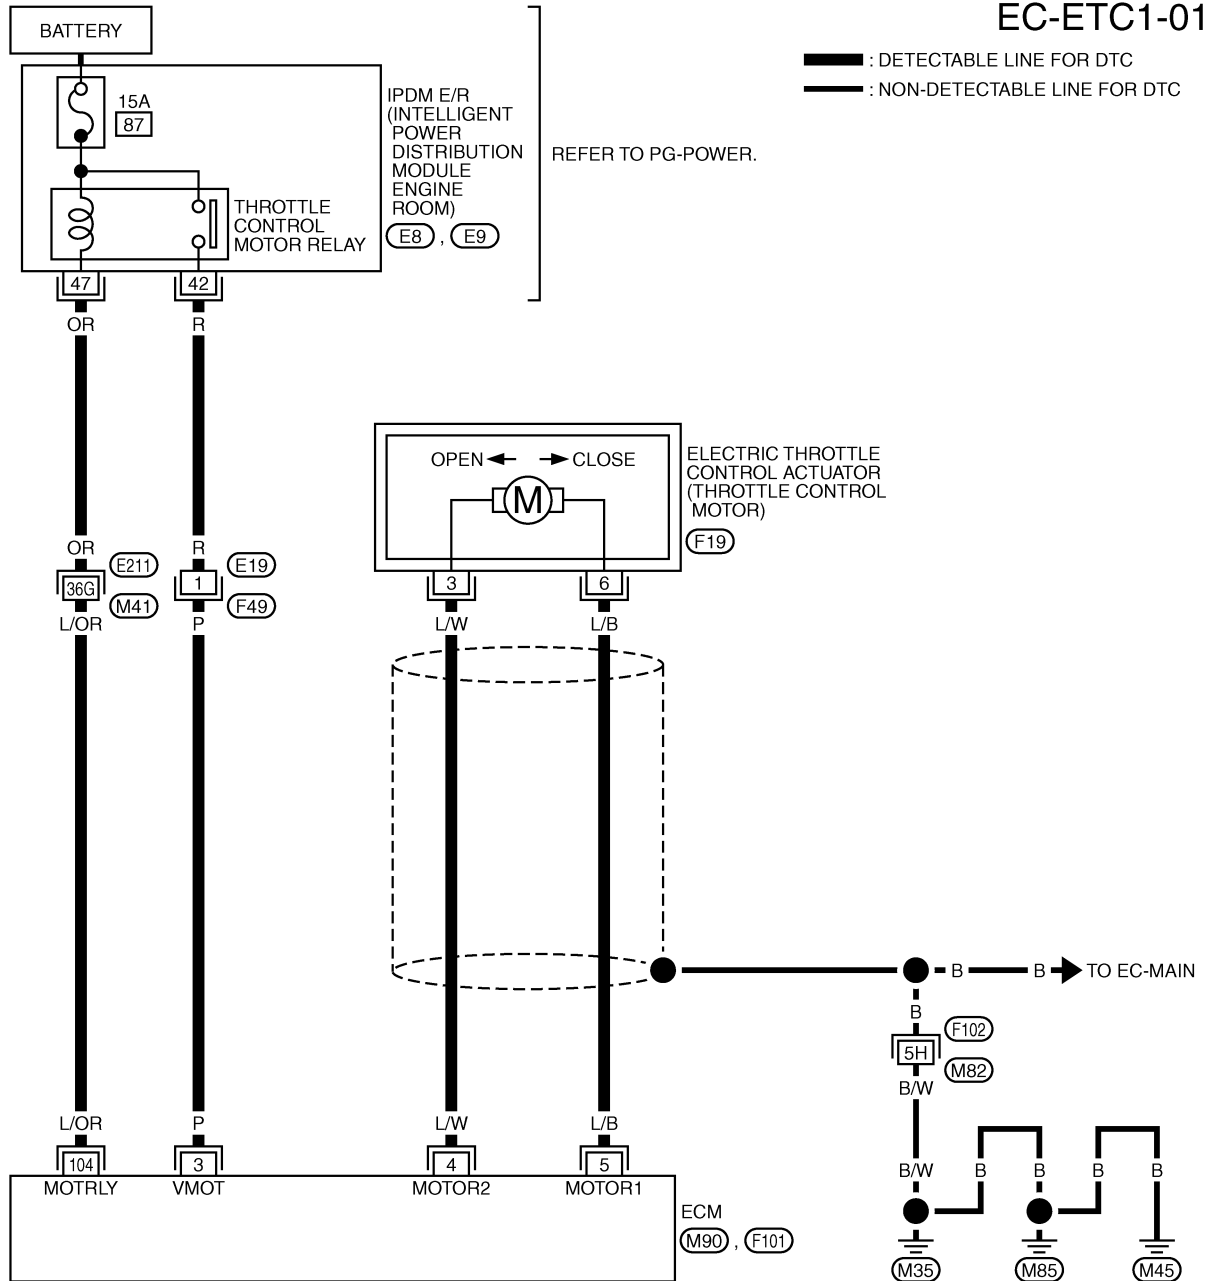 EC-ETC1-01
BATTERY
: DETECTABLE LINE FOR DTC
: NON-DETECTABLE LINE FOR DTC
15A
87
IPDM E/R
(INTELLIGENT
POWER
DISTRIBUTION
MODULE
ENGINE
ROOM)
E8 , E9
REFER TO PG-POWER.
THROTTLE
CONTROL
MOTOR RELAY
47 42
OR R
OPEN CLOSE
M
ELECTRIC THROTTLE
CONTROL ACTUATOR
(THROTTLE CONTROL
MOTOR)
F19
OR R
E211 E19
36G 1 3 6
M41 F49
L/OR P L/W L/B
B B TO EC-MAIN
B
F102
5H
M82
B/W
L/OR P L/W L/B
104 3 4 5
MOTRLY VMOT MOTOR2 MOTOR1
B/W B B B B
ECM
M90 , F101
M35 M85 M45